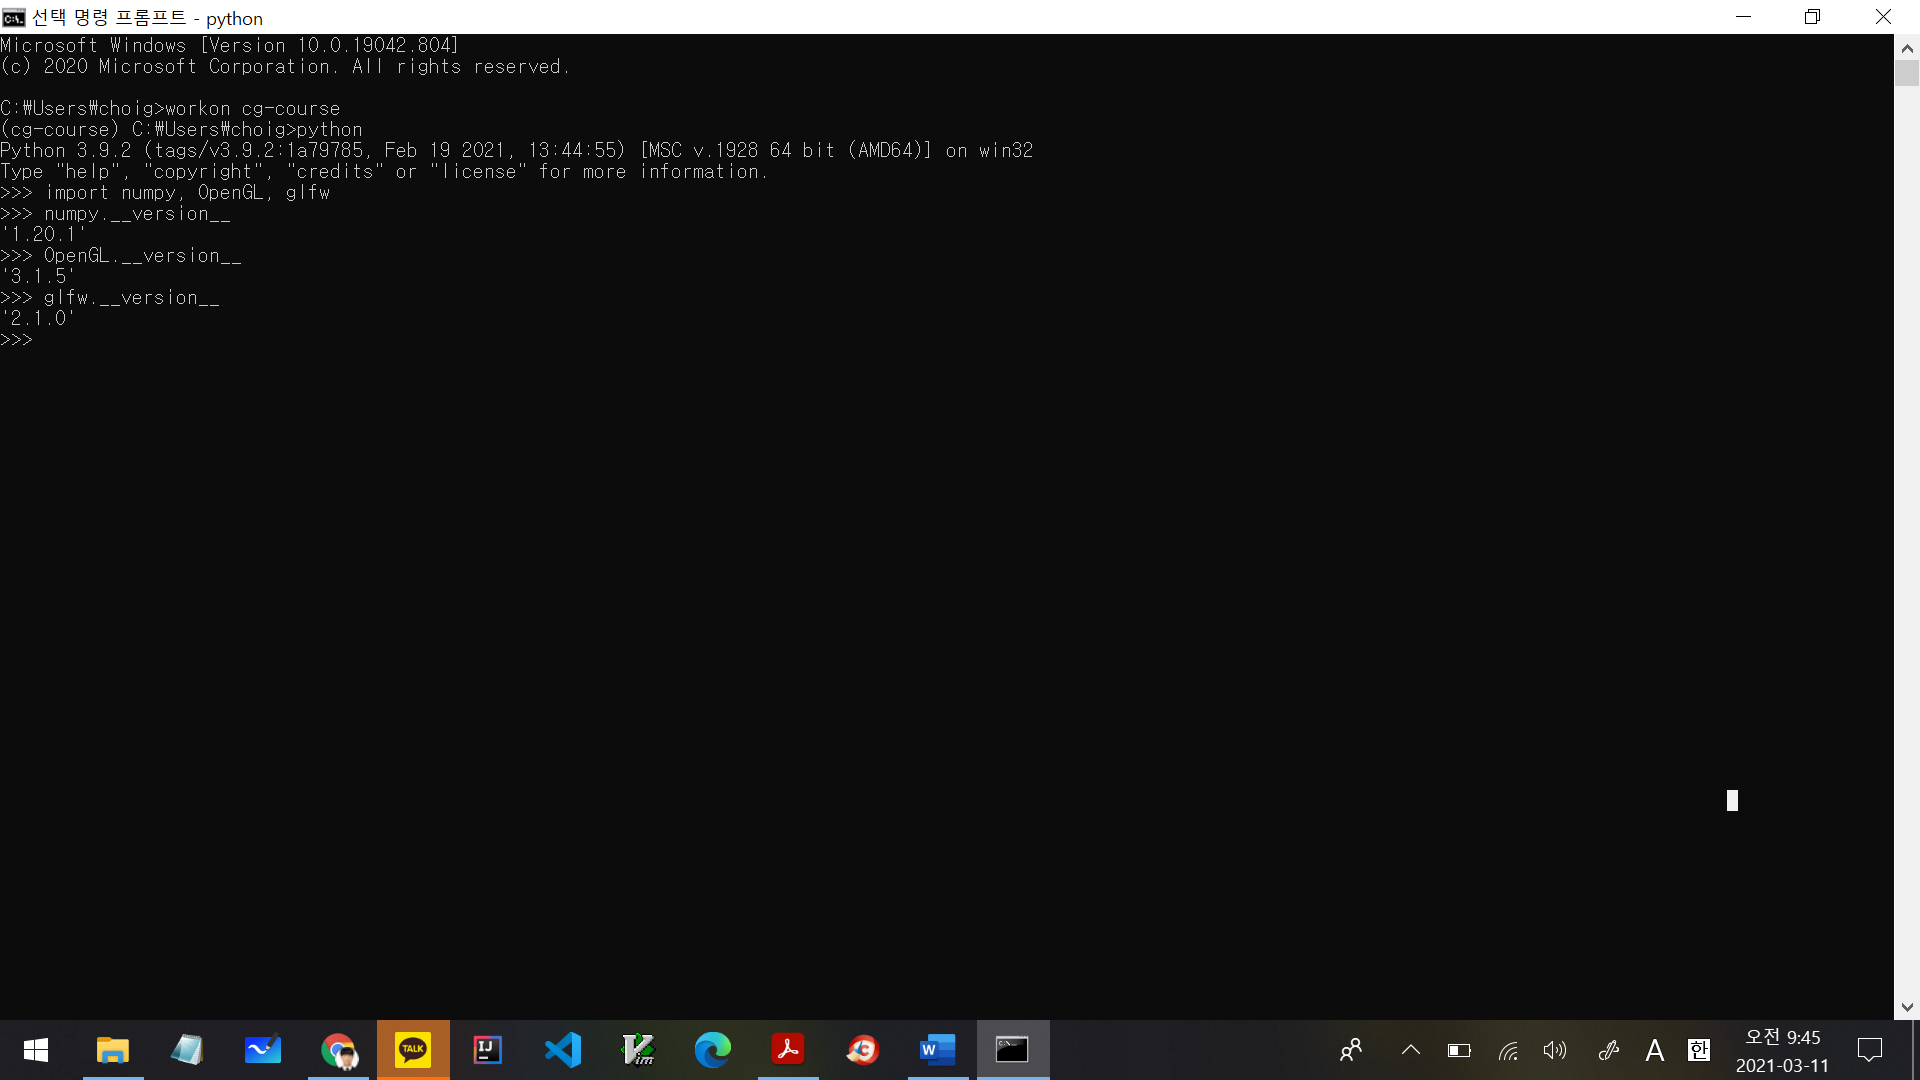 선택 명령 프롬프트 - python
Microsoft Windows [Version 10.0.19042.804]
(c) 2020 Microsoft Corporation. All rights reserved.
C:₩Users₩choig>workon cg-course
(cg-course) C:₩Users₩choig>python
Python 3.9.2 (tags/v3.9.2:1a79785, Feb 19 2021, 13:44:55) [MSC v.1928 64 bit (AMD64)] on win32
Type "help", "copyright", "credits" or "license" for more information.
>>> import numpy, OpenGL, glfw
>>> numpy.__version__
'1.20.1'
>>> OpenGL.__version__
'3.1.5'
>>> glfw.__version__
'2.1.0'
>>>
TALK
IJ
Vim
W
A
한
오전 9:45
2021-03-11